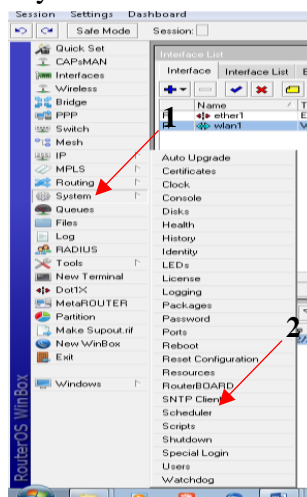 Session Settings Dashboard
Safe Mode Session:
Quick Set
CAPsMAN
Interfaces
Wireless
Bridge
PPP
Switch
Mesh
IP
MPLS
Routing
System
Queues
Files
Log
RADIUS
Tools
New Terminal
Dot1X
MetaROUTER
Partition
Make Supout.rif
New WinBox
Exit
Windows
RouterOS WinBox
Interface List
Interface Interface List
Name
ether1
wlan1
1
Auto Upgrade
Certificates
Clock
Console
Disks
Health
History
Identity
LEDs
License
Logging
Packages
Password
Ports
Reboot
Reset Configuration
Resources
RouterBOARD
SNTP Client
Scheduler
Scripts
Shutdown
Special Login
Users
Watchdog
2